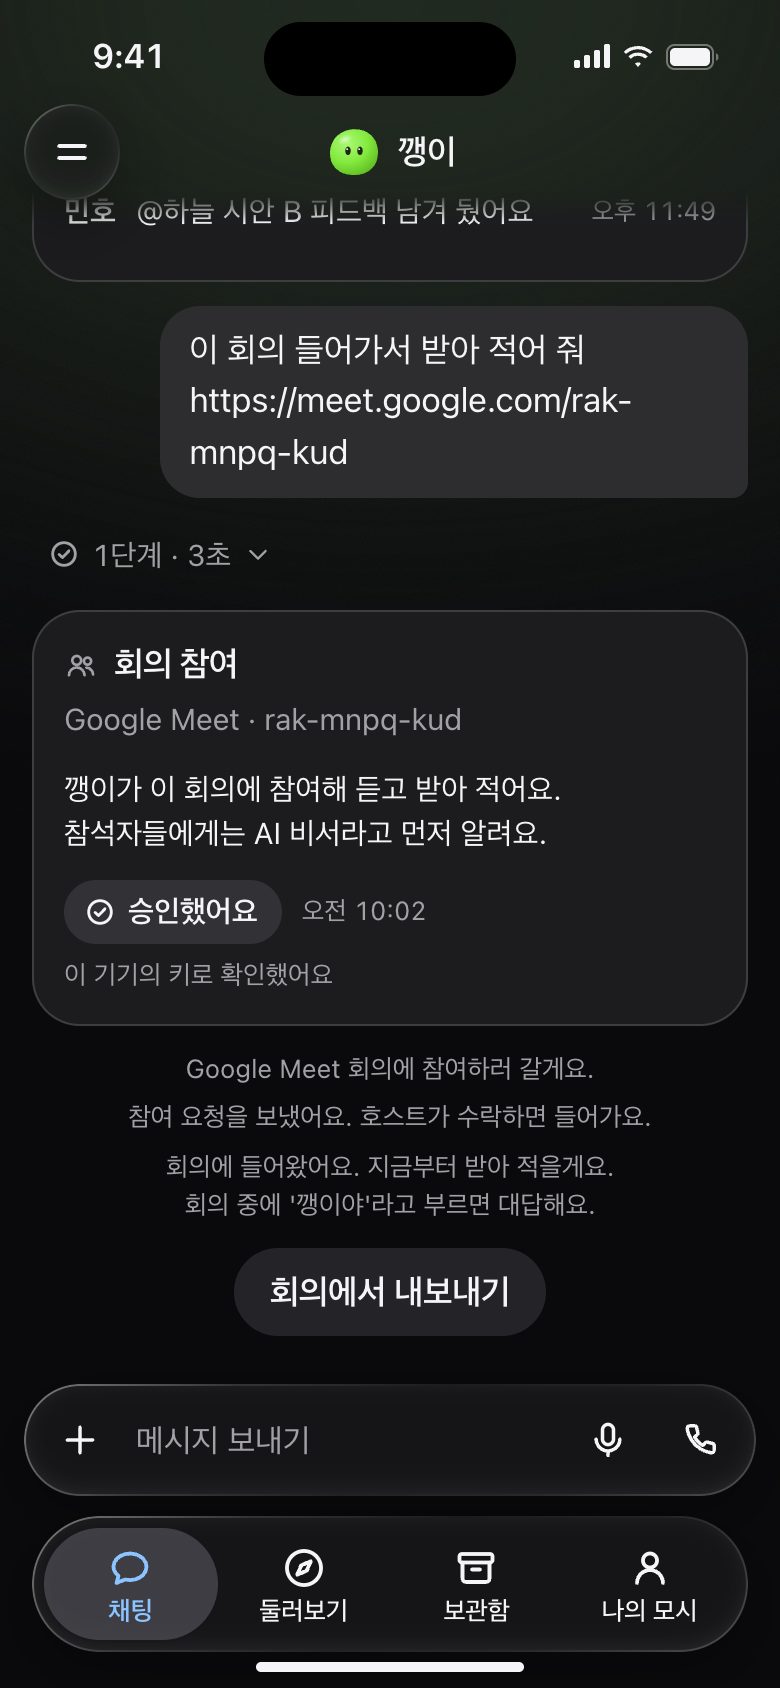 9:41
깽이
민호 @하늘 시안 B 피드백 남겨 뒀어요 오후 11:49
이 회의 들어가서 받아 적어 줘
https://meet.google.com/rak-
mnpq-kud
1단계 · 3초
회의 참여
Google Meet · rak-mnpq-kud
깽이가 이 회의에 참여해 듣고 받아 적어요.
참석자들에게는 AI 비서라고 먼저 알려요.
승인했어요 오전 10:02
이 기기의 키로 확인했어요
Google Meet 회의에 참여하러 갈게요.
참여 요청을 보냈어요. 호스트가 수락하면 들어가요.
회의에 들어왔어요. 지금부터 받아 적을게요.
회의 중에 '깽이야'라고 부르면 대답해요.
회의에서 내보내기
메시지 보내기
채팅 둘러보기 보관함 나의 모시